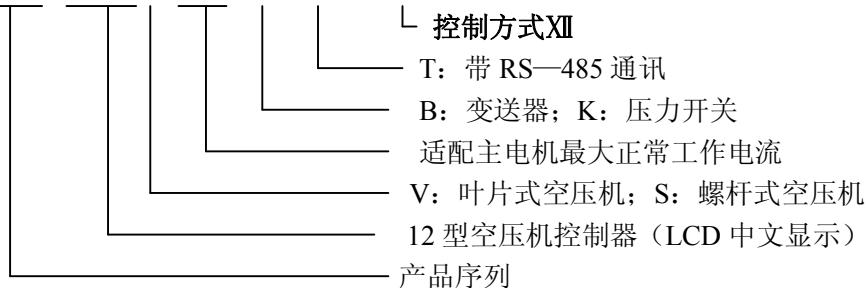 控制方式Ⅻ
T：带 RS—485 通讯
B：变送器；K：压力开关
适配主电机最大正常工作电流
V：叶片式空压机；S：螺杆式空压机
12 型空压机控制器（LCD 中文显示）
产品序列